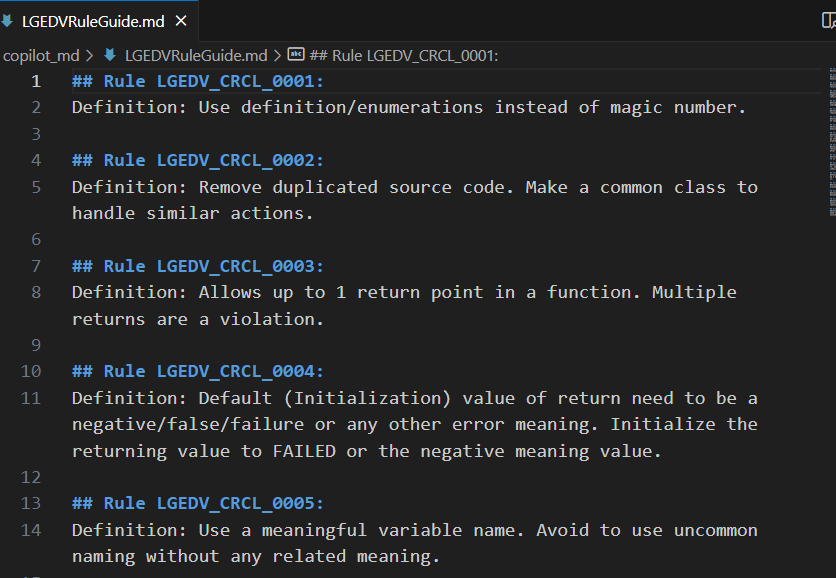 LGEDVRuleGuide.md ×
copilot_md > LGEDVRuleGuide.md > abc ## Rule LGEDV_CRCL_0001:
1 ## Rule LGEDV_CRCL_0001:
2 Definition: Use definition/enumerations instead of magic number.
3
4 ## Rule LGEDV_CRCL_0002:
5 Definition: Remove duplicated source code. Make a common class to
handle similar actions.
6
7 ## Rule LGEDV_CRCL_0003:
8 Definition: Allows up to 1 return point in a function. Multiple
returns are a violation.
9
10 ## Rule LGEDV_CRCL_0004:
11 Definition: Default (Initialization) value of return need to be a
negative/false/failure or any other error meaning. Initialize the
returning value to FAILED or the negative meaning value.
12
13 ## Rule LGEDV_CRCL_0005:
14 Definition: Use a meaningful variable name. Avoid to use uncommon
naming without any related meaning.